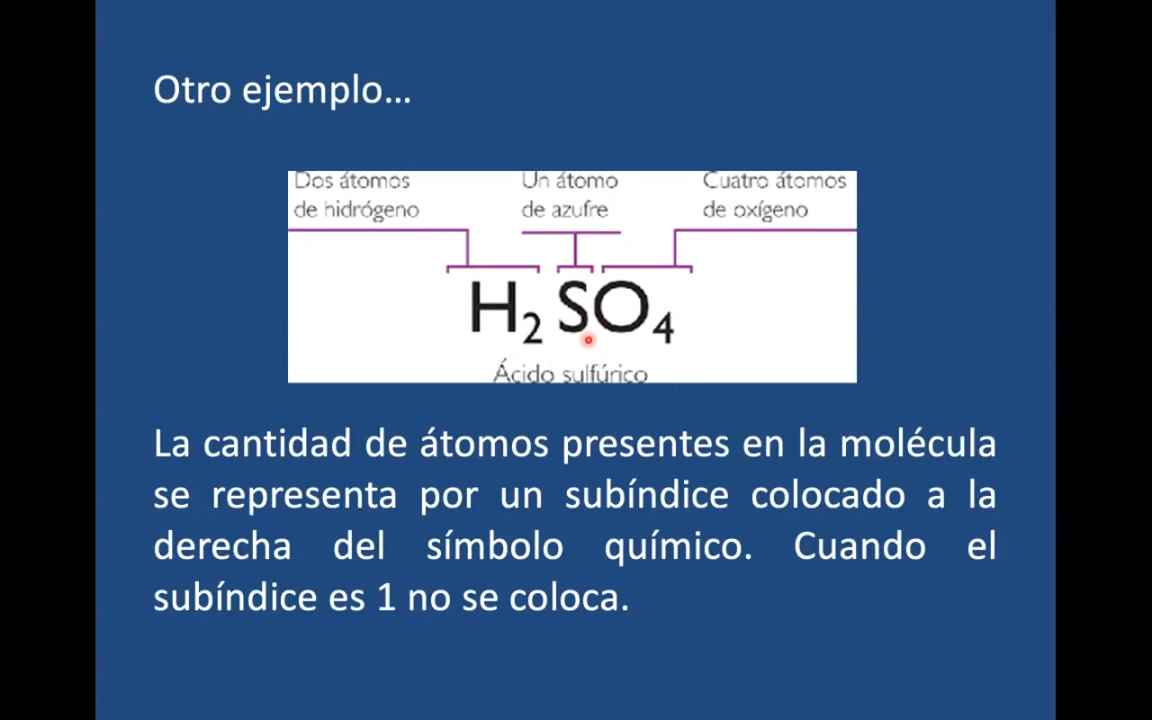 Otro ejemplo...
Dos átomos Un átomo Cuatro átomos
de hidrógeno de azufre de oxígeno
H₂SO₄
Ácido sulfúrico
La cantidad de átomos presentes en la molécula
se representa por un subíndice colocado a la
derecha del símbolo químico. Cuando el
subíndice es 1 no se coloca.